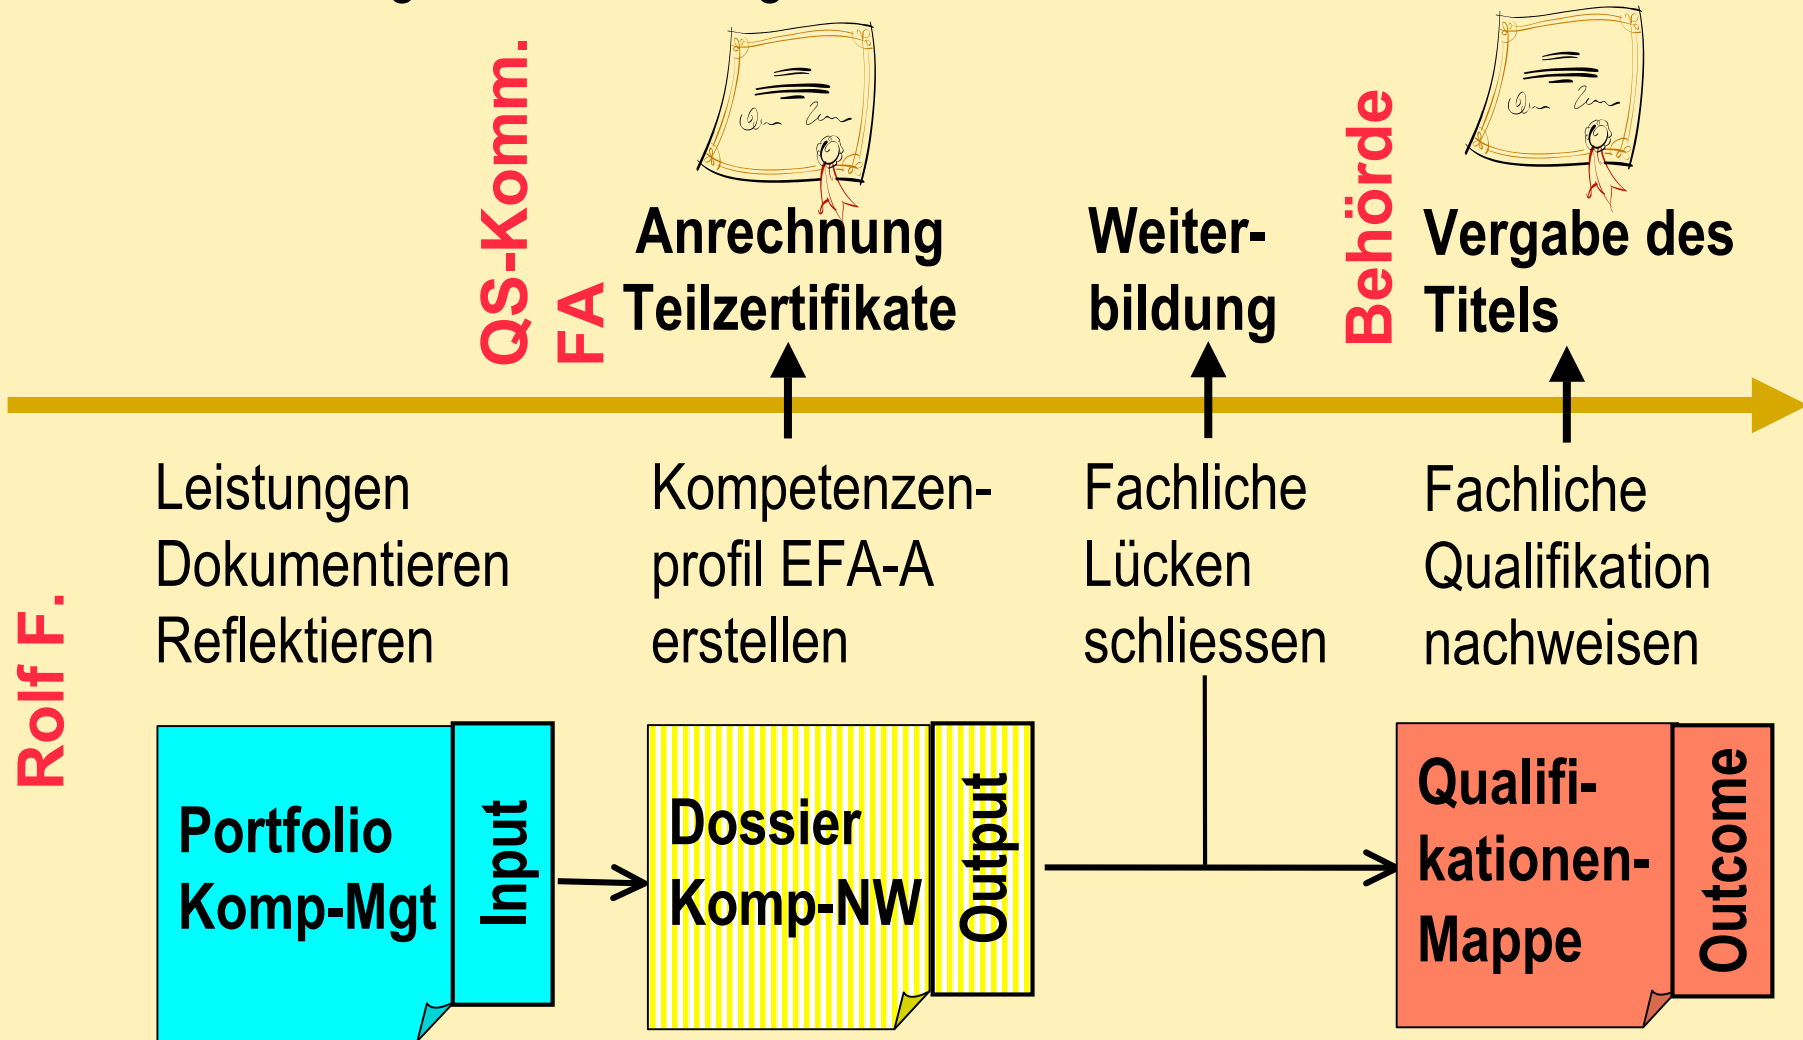 QS-Komm.
FA
Anrechnung
Teilzertifikate
Weiter-
bildung
Behörde
Vergabe des
Titels
Rolf F.
Leistungen
Dokumentieren
Reflektieren
Kompetenzen-
profil EFA-A
erstellen
Fachliche
Lücken
schliessen
Fachliche
Qualifikation
nachweisen
Portfolio
Komp-Mgt
Input
Dossier
Komp-NW
Output
Qualifi-
kationen-
Mappe
Outcome